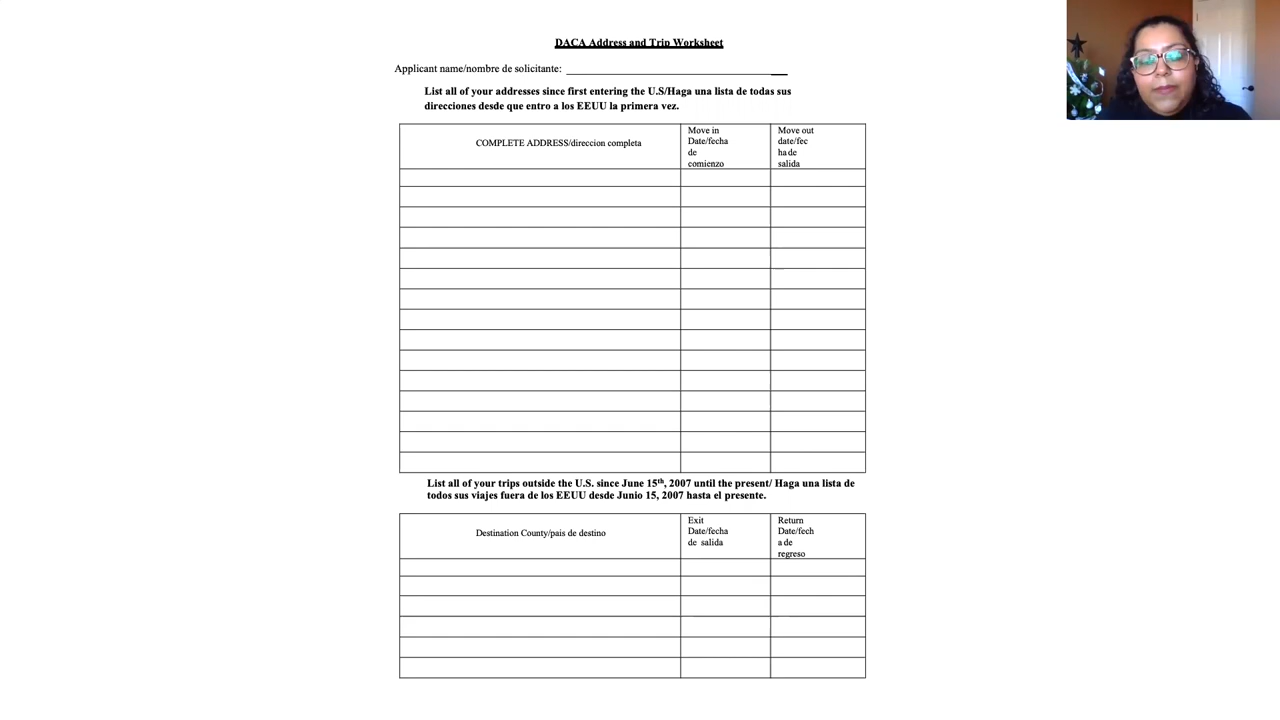 DACA Address and Trip Worksheet
Applicant name/nombre de solicitante:
List all of your addresses since first entering the U.S/Haga una lista de todas sus
direcciones desde que entro a los EEUU la primera vez.
COMPLETE ADDRESS/direccion completa
Move in
Date/fecha
de
comienzo
Move out
date/fec
ha de
salida
List all of your trips outside the U.S. since June 15th, 2007 until the present/ Haga una lista de
todos sus viajes fuera de los EEUU desde Junio 15, 2007 hasta el presente.
Destination County/pais de destino
Exit
Date/fecha
de salida
Return
Date/fech
a de
regreso